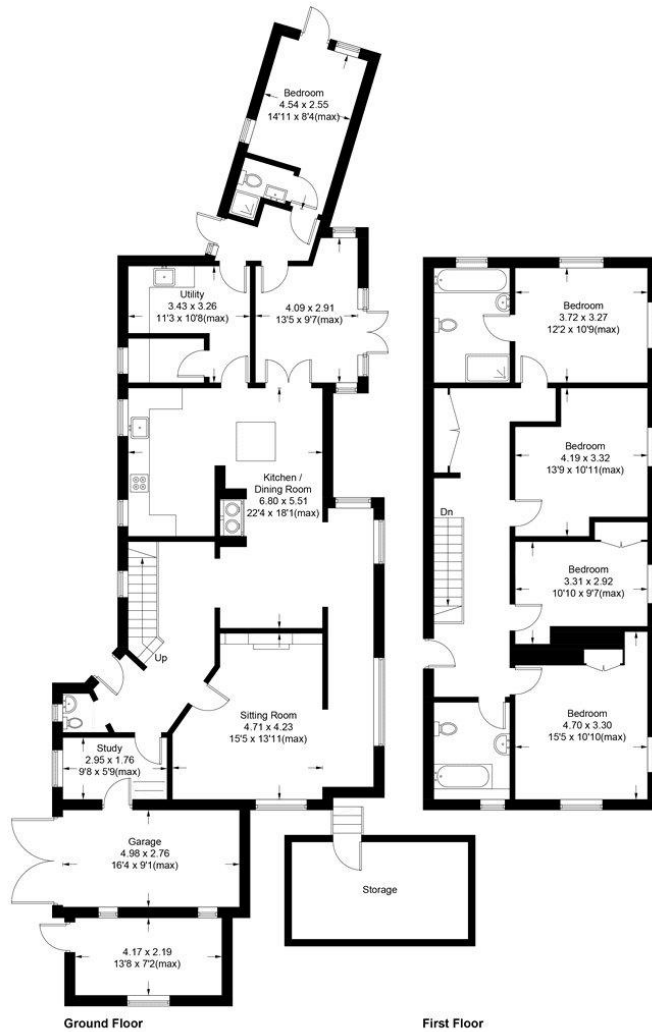 Bedroom
4.54 x 2.55
14'11 x 8'4(max)
Utility
3.43 x 3.26
11'3 x 10'8(max)
4.09 x 2.91
13'5 x 9'7(max)
Kitchen /
Dining Room
6.80 x 5.51
22'4 x 18'1(max)
Up
Sitting Room
4.71 x 4.23
15'5 x 13'11(max)
Study
2.95 x 1.76
9'8 x 5'9(max)
Garage
4.98 x 2.76
16'4 x 9'1(max)
4.17 x 2.19
13'8 x 7'2(max)
Storage
Ground Floor
Bedroom
3.72 x 3.27
12'2 x 10'9(max)
Bedroom
4.19 x 3.32
13'9 x 10'11(max)
Dn
Bedroom
3.31 x 2.92
10'10 x 9'7(max)
Bedroom
4.70 x 3.30
15'5 x 10'10(max)
First Floor